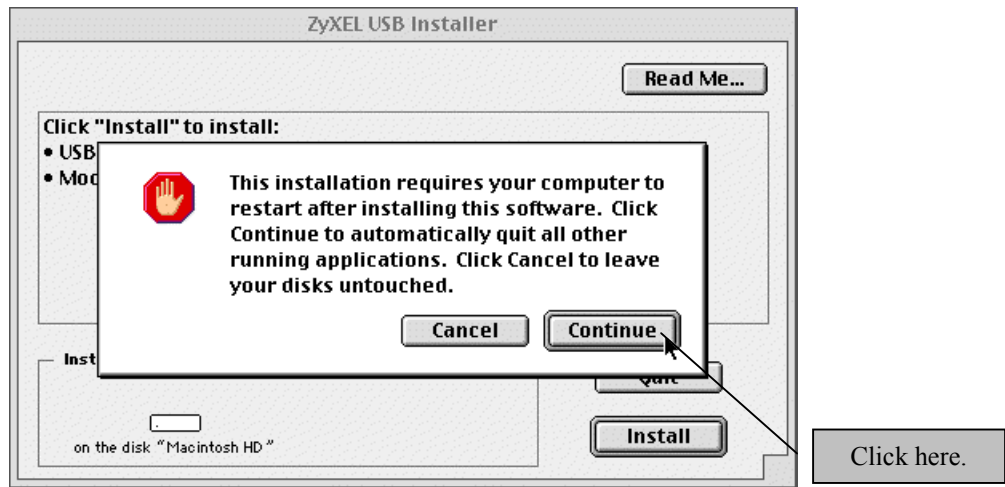 ZyXEL USB Installer
Read Me...
Click "Install" to install:
• USB
• Mod
This installation requires your computer to
restart after installing this software. Click
Continue to automatically quit all other
running applications. Click Cancel to leave
your disks untouched.
Cancel
Continue
Inst
Quit
Install
on the disk "Macintosh HD"
Click here.